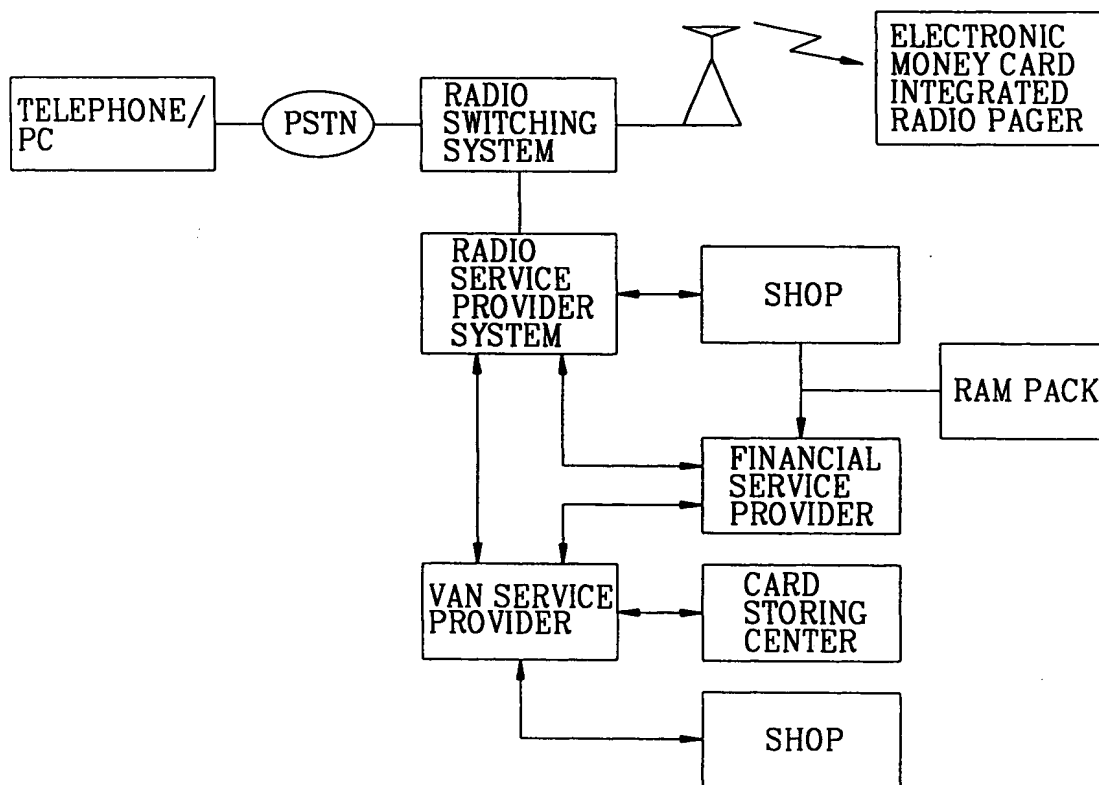 TELEPHONE/
PC
PSTN
RADIO
SWITCHING
SYSTEM
ELECTRONIC
MONEY CARD
INTEGRATED
RADIO PAGER
RADIO
SERVICE
PROVIDER
SYSTEM
SHOP
RAM PACK
FINANCIAL
SERVICE
PROVIDER
VAN SERVICE
PROVIDER
CARD
STORING
CENTER
SHOP